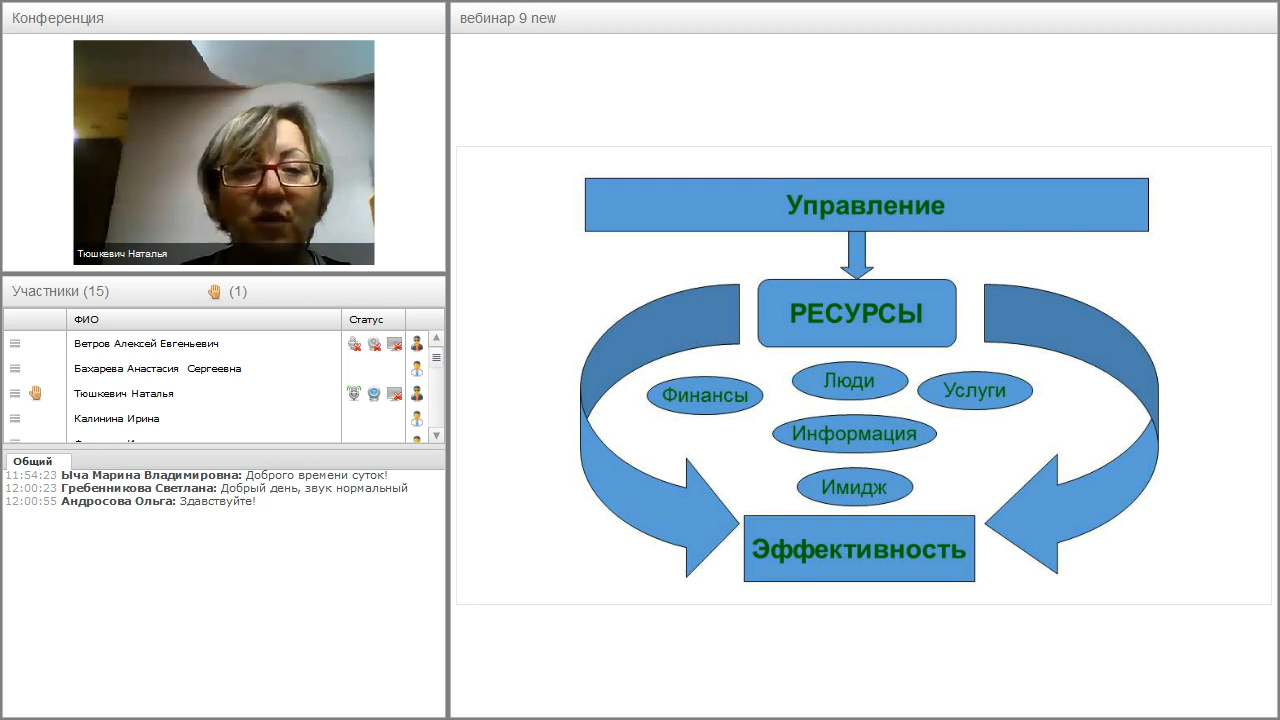 Конференция
Тюшкевич Наталья
Участники (15) (1)
ФИО Статус
Ветров Алексей Евгеньевич
Бахарева Анастасия Сергеевна
Тюшкевич Наталья
Калинина Ирина
Общий
11:54:23 Ыча Марина Владимировна: Доброго времени суток!
12:00:23 Гребенникова Светлана: Добрый день, звук нормальный
12:00:55 Андросова Ольга: Здавствуйте!
вебинар 9 new
Управление
РЕСУРСЫ
Финансы
Люди
Услуги
Информация
Имидж
Эффективность